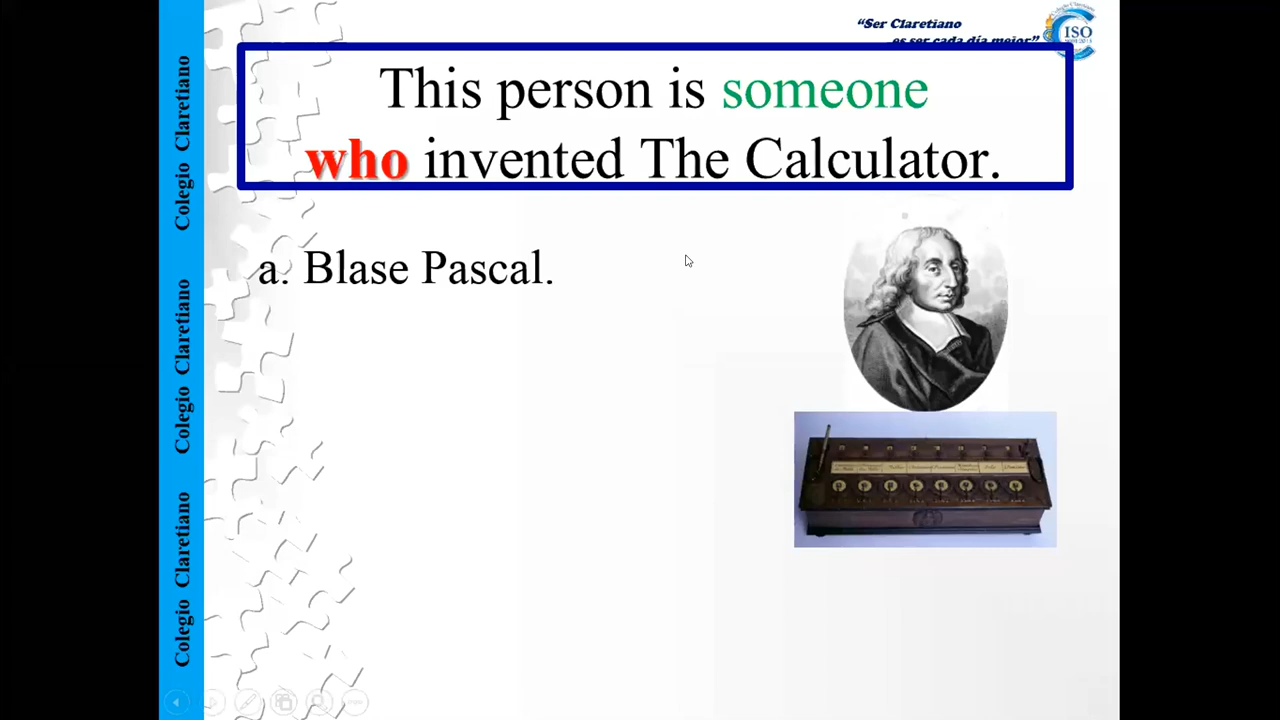 “Ser Claretiano
es ser cada día mejor”
ISO
This person is someone
who invented The Calculator.
a. Blase Pascal.
Colegio Claretiano
Colegio Claretiano
Colegio Claretiano